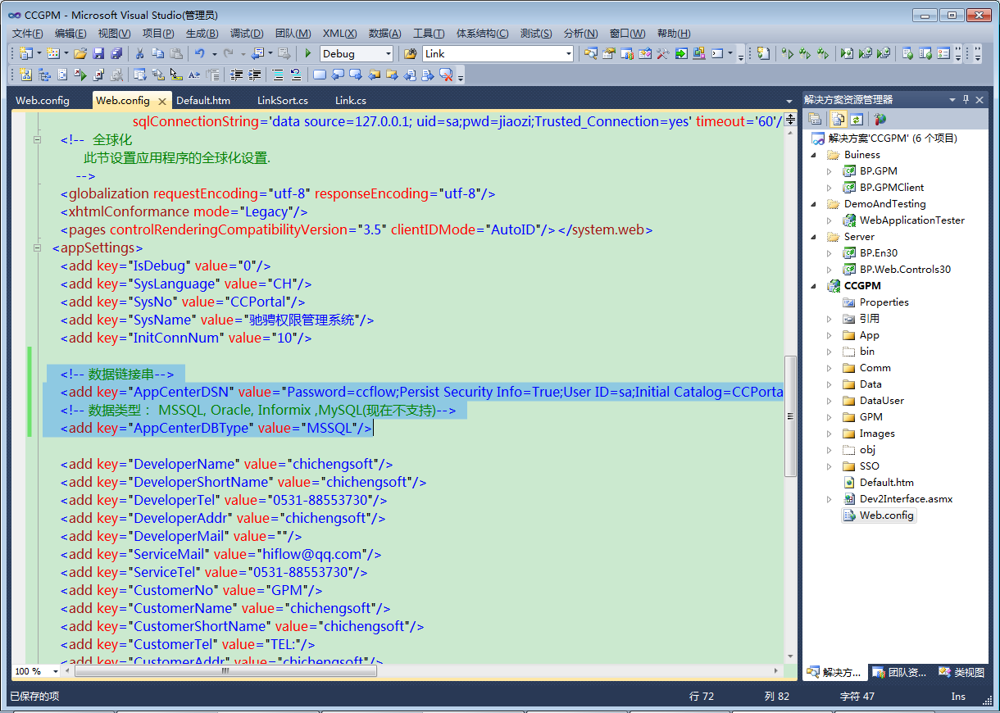 CCGPM - Microsoft Visual Studio(管理员)
文件(F) 编辑(E) 视图(V) 项目(P) 生成(B) 调试(D) 团队(M) XML(X) 数据(A) 工具(T) 体系结构(C) 测试(S) 分析(N) 窗口(W) 帮助(H)
Debug Link
Web.config Web.config Default.htm LinkSort.cs Link.cs
sqlConnectionString='data source=127.0.0.1; uid=sa;pwd=jiaozi;Trusted_Connection=yes' timeout='60'/
<!-- 全球化
此节设置应用程序的全球化设置.
-->
<globalization requestEncoding="utf-8" responseEncoding="utf-8"/>
<xhtmlConformance mode="Legacy"/>
<pages controlRenderingCompatibilityVersion="3.5" clientIDMode="AutoID"/></system.web>
<appSettings>
<add key="IsDebug" value="0"/>
<add key="SysLanguage" value="CH"/>
<add key="SysNo" value="CCPortal"/>
<add key="SysName" value="驰骋权限管理系统"/>
<add key="InitConnNum" value="10"/>
<!-- 数据链接串-->
<add key="AppCenterDSN" value="Password=ccflow;Persist Security Info=True;User ID=sa;Initial Catalog=CCPorta
<!-- 数据类型： MSSQL, Oracle, Informix ,MySQL(现在不支持)-->
<add key="AppCenterDBType" value="MSSQL"/>
<add key="DeveloperName" value="chichengsoft"/>
<add key="DeveloperShortName" value="chichengsoft"/>
<add key="DeveloperTel" value="0531-88553730"/>
<add key="DeveloperAddr" value="chichengsoft"/>
<add key="DeveloperMail" value=""/>
<add key="ServiceMail" value="hiflow@qq.com"/>
<add key="ServiceTel" value="0531-88553730"/>
<add key="CustomerNo" value="GPM"/>
<add key="CustomerName" value="chichengsoft"/>
<add key="CustomerShortName" value="chichengsoft"/>
<add key="CustomerTel" value="TEL:"/>
<add key="CustomerAddr" value="chichengsoft"/>
100 %
解决方案资源管理器
解决方案'CCGPM' (6 个项目)
Buiness
BP.GPM
BP.GPMClient
DemoAndTesting
WebApplicationTester
Server
BP.En30
BP.Web.Controls30
CCGPM
Properties
引用
App
bin
Comm
Data
DataUser
GPM
Images
obj
SSO
Default.htm
Dev2Interface.asmx
Web.config
解决方... 团队资... 类视图
已保存的项 行 72 列 82 字符 47 Ins